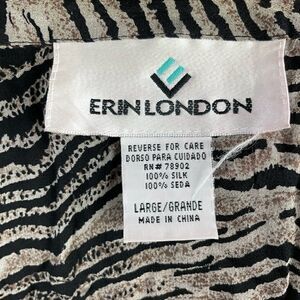 ERIN LONDON
REVERSE FOR CARE
DORSO PARA CUIDADO
RN# 78902
100% SILK
100% SEDA
LARGE/GRANDE
MADE IN CHINA